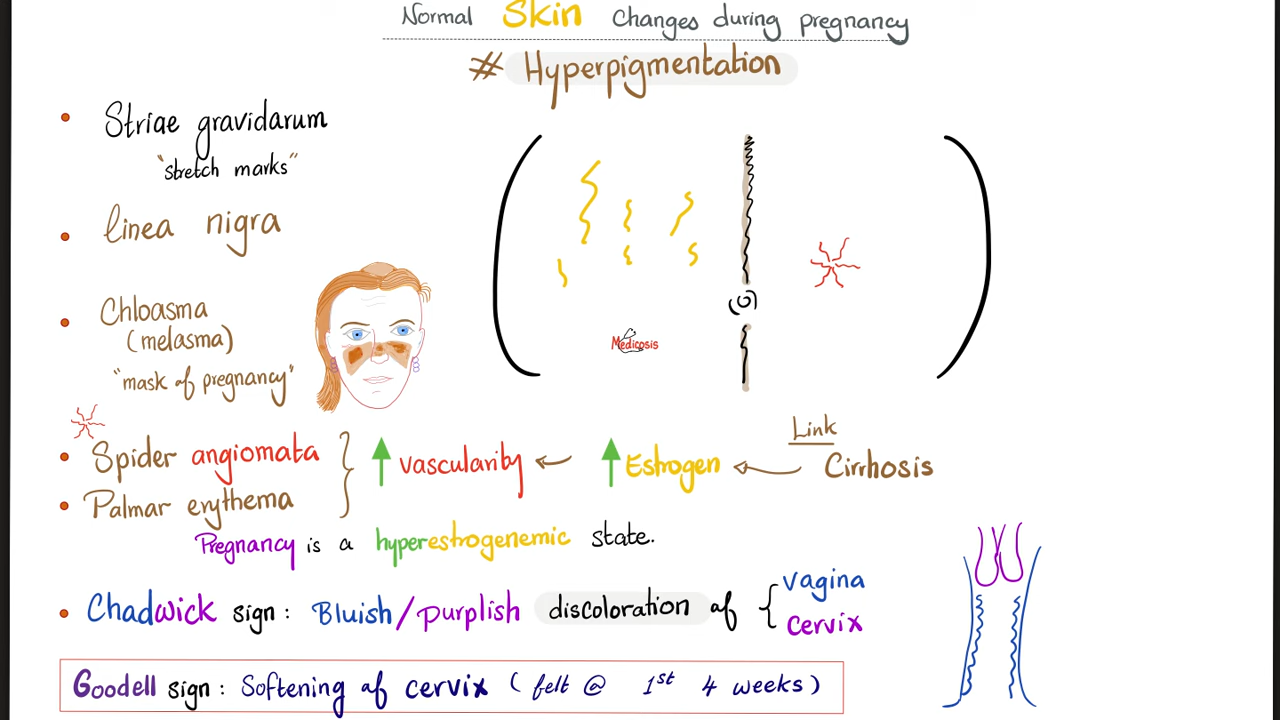 Normal Skin Changes during pregnancy
# Hyperpigmentation
• Striae gravidarum
"stretch marks"
• linea nigra
• Chloasma
(melasma)
"mask of pregnancy"
Medicosis
• Spider angiomata
• Palmar erythema
↑ vascularity ← ↑ Estrogen ← Cirrhosis
Link
Pregnancy is a hyperestrogenemic state.
• Chadwick sign: Bluish/purplish discoloration of { vagina
cervix
Goodell sign: Softening of cervix (felt @ 1st 4 weeks)